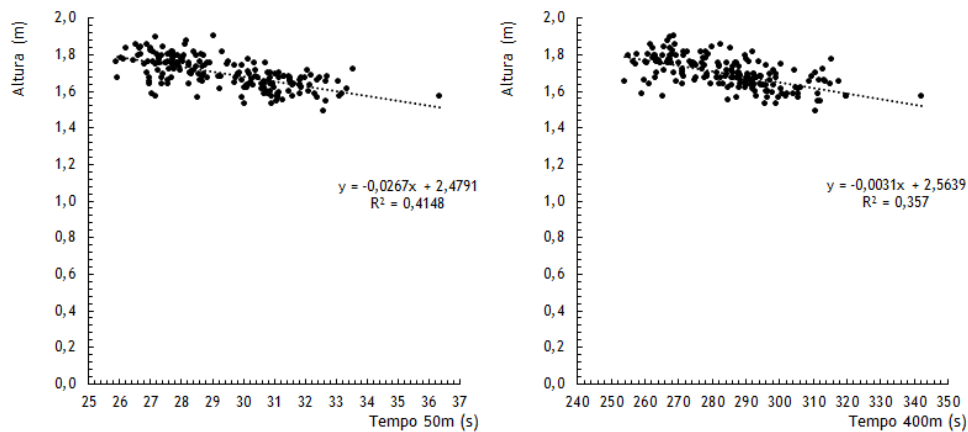 Altura (m)
2,0
1,8
1,6
1,4
1,2
1,0
0,8
0,6
0,4
0,2
0,0
y = -0,0267x + 2,4791
R² = 0,4148
25 26 27 28 29 30 31 32 33 34 35 36 37
Tempo 50m (s)
Altura (m)
2,0
1,8
1,6
1,4
1,2
1,0
0,8
0,6
0,4
0,2
0,0
y = -0,0031x + 2,5639
R² = 0,357
240 260 270 280 290 300 310 320 330 340 350
Tempo 400m (s)